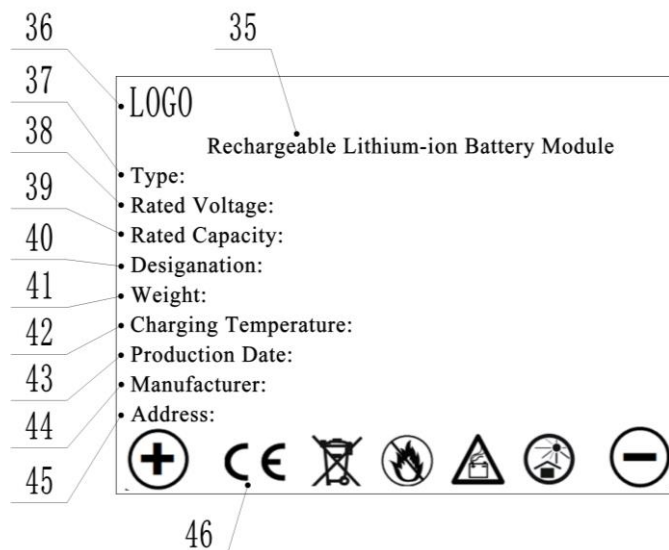 36
35
37
LOGO
Rechargeable Lithium-ion Battery Module
38
Type:
39
Rated Voltage:
Rated Capacity:
40
Desiganation:
41
Weight:
42
Charging Temperature:
43
Production Date:
44
Manufacturer:
Address:
45
CE
46